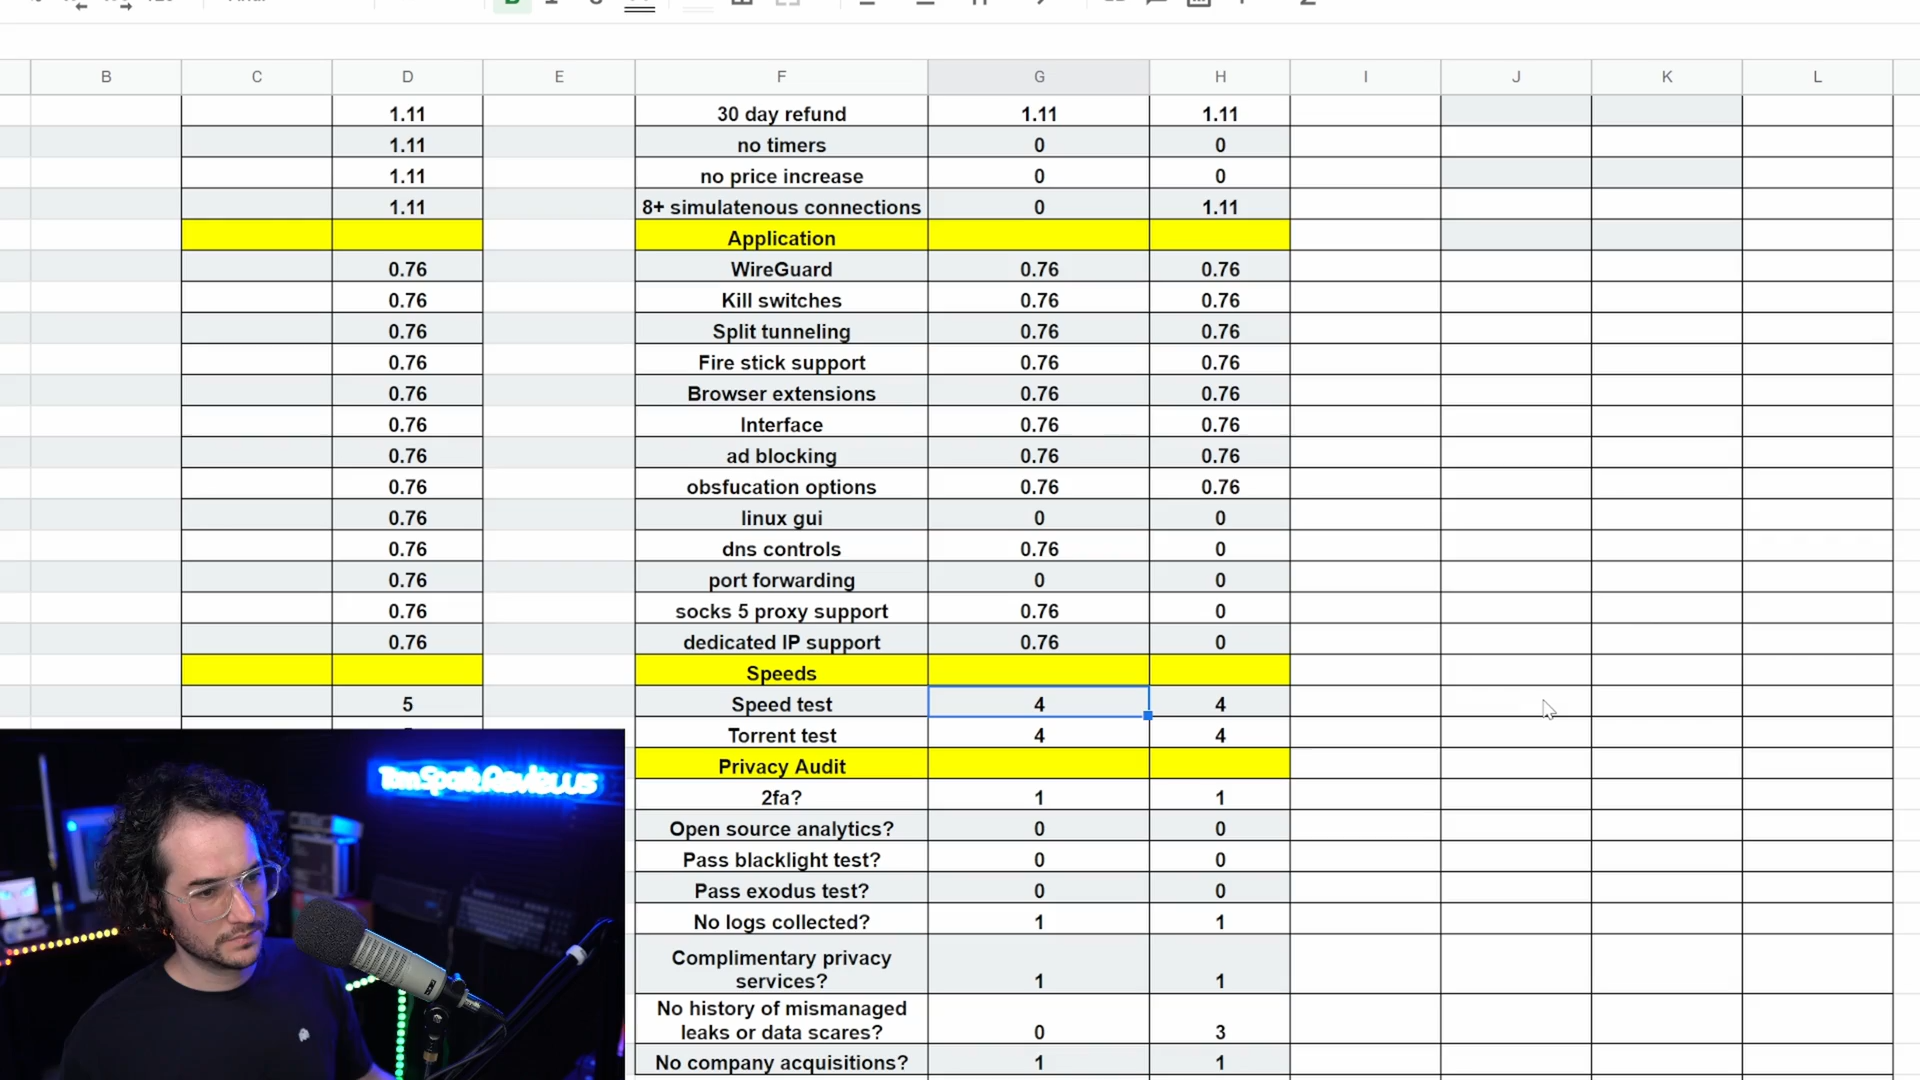 B C D E F G H I J K L
1.11 30 day refund 1.11 1.11
1.11 no timers 0 0
1.11 no price increase 0 0
1.11 8+ simulatenous connections 0 1.11
Application
0.76 WireGuard 0.76 0.76
0.76 Kill switches 0.76 0.76
0.76 Split tunneling 0.76 0.76
0.76 Fire stick support 0.76 0.76
0.76 Browser extensions 0.76 0.76
0.76 Interface 0.76 0.76
0.76 ad blocking 0.76 0.76
0.76 obsfucation options 0.76 0.76
0.76 linux gui 0 0
0.76 dns controls 0.76 0
0.76 port forwarding 0 0
0.76 socks 5 proxy support 0.76 0
0.76 dedicated IP support 0.76 0
Speeds
5 Speed test 4 4
Torrent test 4 4
Privacy Audit
TomSparkReviews
2fa? 1 1
Open source analytics? 0 0
Pass blacklight test? 0 0
Pass exodus test? 0 0
No logs collected? 1 1
Complimentary privacy
services? 1 1
No history of mismanaged
leaks or data scares? 0 3
No company acquisitions? 1 1